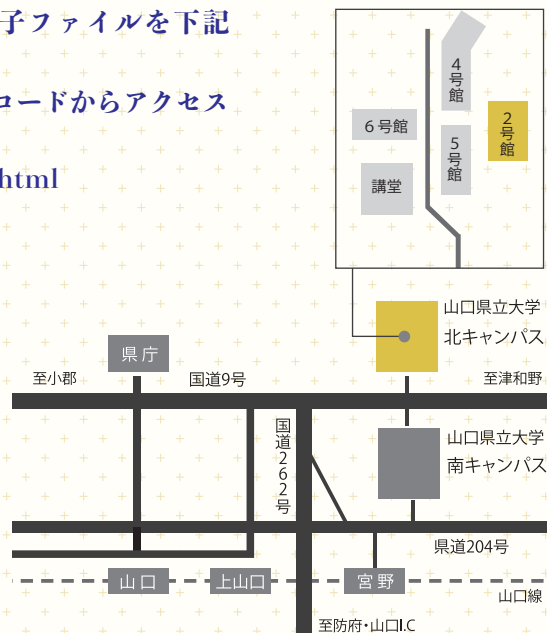 子ファイルを下記
コードからアクセス
html
4号館
2号館
6号館
5号館
講堂
山口県立大学
北キャンパス
県庁
至小郡
国道9号
至津和野
国道262号
山口県立大学
南キャンパス
県道204号
山口
上山口
宮野
山口線
至防府・山口I.C